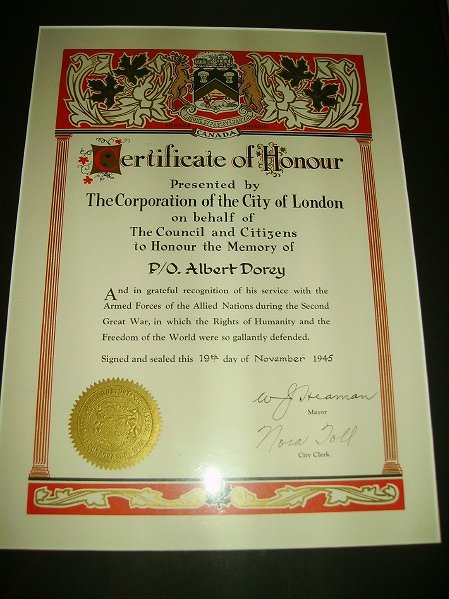 CANADA
Certificate of Honour
Presented by
The Corporation of the City of London
on behalf of
The Council and Citizens
to Honour the Memory of
P/O. Albert Dorey
And in grateful recognition of his service with the
Armed Forces of the Allied Nations during the Second
Great War, in which the Rights of Humanity and the
Freedom of the World were so gallantly defended.
Signed and sealed this 19th day of November 1945
W J Heaman
Mayor
Nora Toll
City Clerk